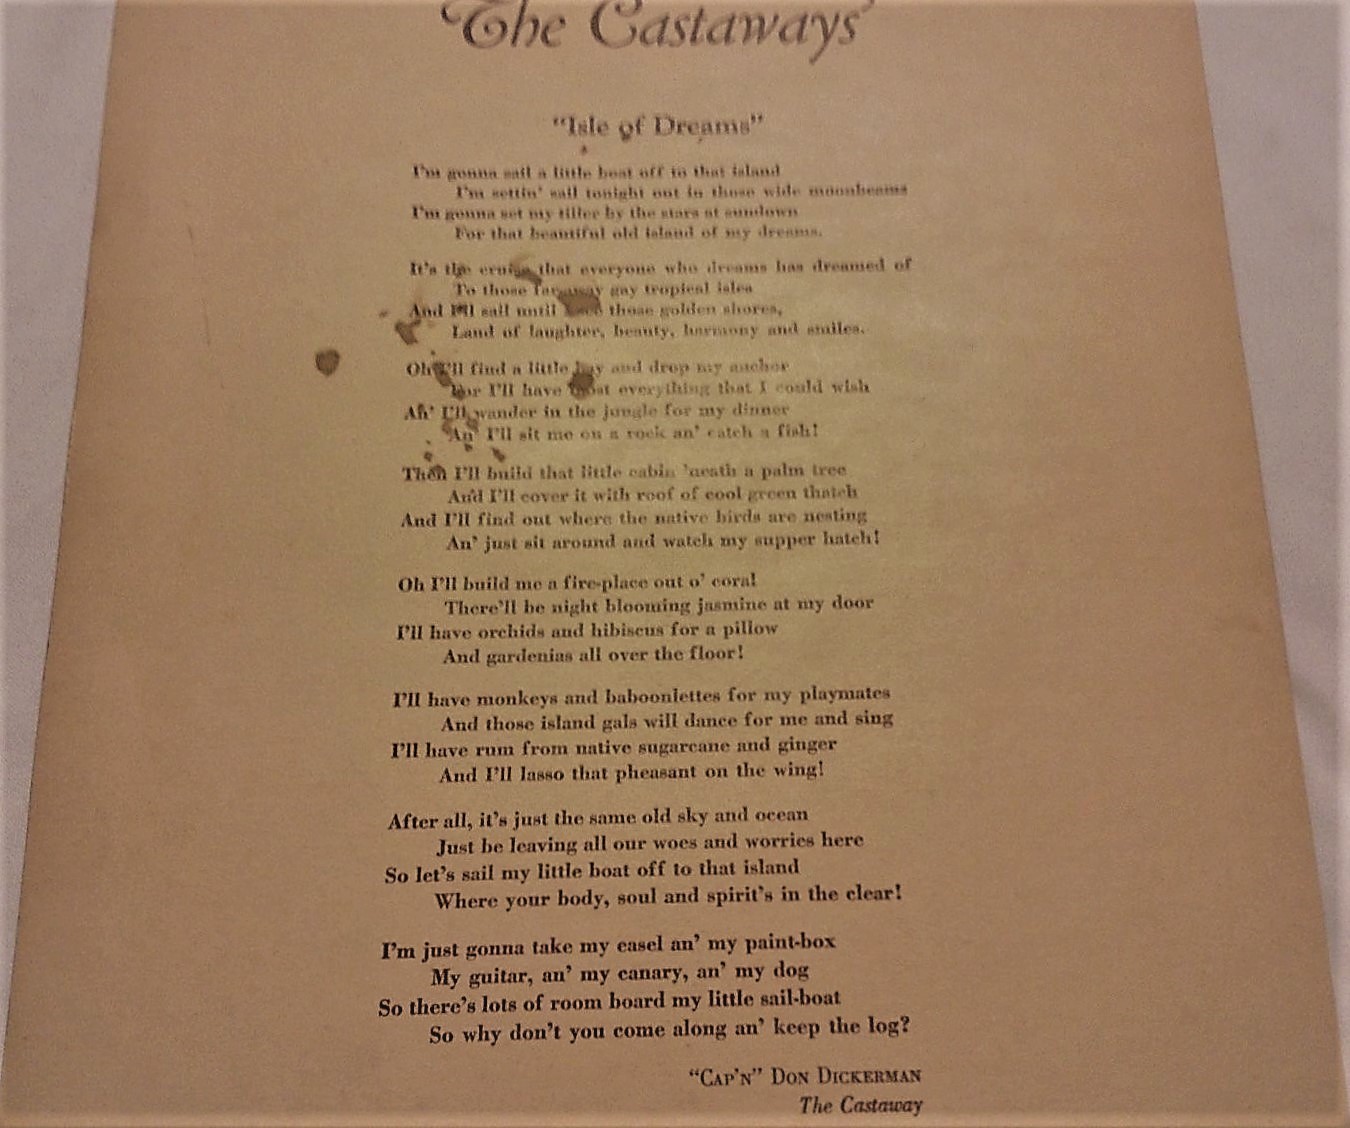 The Castaways
"Isle of Dreams"
I'm gonna sail a little boat off to that island
I'm settin' sail tonight out in those wide moonbeams
I'm gonna set my tiller by the stars at sundown
For that beautiful old island of my dreams.
It's the cruise that everyone who dreams has dreamed of
To those faraway gay tropical isles
And I'll sail until those golden shores,
Land of laughter, beauty, harmony and smiles.
Oh I'll find a little bay and drop my anchor
For I'll have most everything that I could wish
An' I'll wander in the jungle for my dinner
An' I'll sit me on a rock an' catch a fish!
Then I'll build that little cabin 'neath a palm tree
And I'll cover it with roof of cool green thatch
And I'll find out where the native birds are nesting
An' just sit around and watch my supper hatch!
Oh I'll build me a fire-place out o' coral
There'll be night blooming jasmine at my door
I'll have orchids and hibiscus for a pillow
And gardenias all over the floor!
I'll have monkeys and baboonlettes for my playmates
And those island gals will dance for me and sing
I'll have rum from native sugarcane and ginger
And I'll lasso that pheasant on the wing!
After all, it's just the same old sky and ocean
Just be leaving all our woes and worries here
So let's sail my little boat off to that island
Where your body, soul and spirit's in the clear!
I'm just gonna take my easel an' my paint-box
My guitar, an' my canary, an' my dog
So there's lots of room board my little sail-boat
So why don't you come along an' keep the log?
"CAP'N" DON DICKERMAN
The Castaway